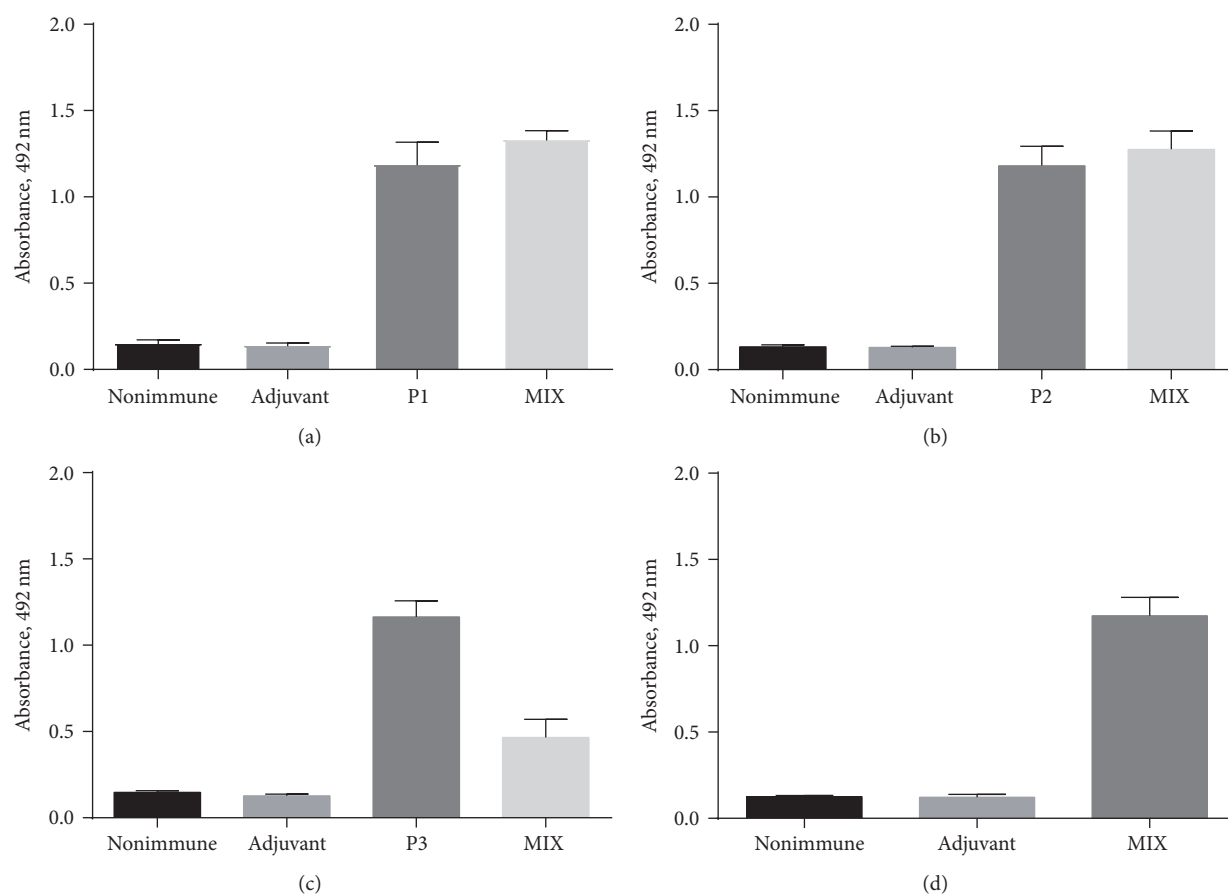 2.0
1.5
1.0
0.5
0.0
Absorbance, 492 nm
Nonimmune Adjuvant P1 MIX
(a)
2.0
1.5
1.0
0.5
0.0
Absorbance, 492 nm
Nonimmune Adjuvant P2 MIX
(b)
2.0
1.5
1.0
0.5
0.0
Absorbance, 492 nm
Nonimmune Adjuvant P3 MIX
(c)
2.0
1.5
1.0
0.5
0.0
Absorbance, 492 nm
Nonimmune Adjuvant MIX
(d)